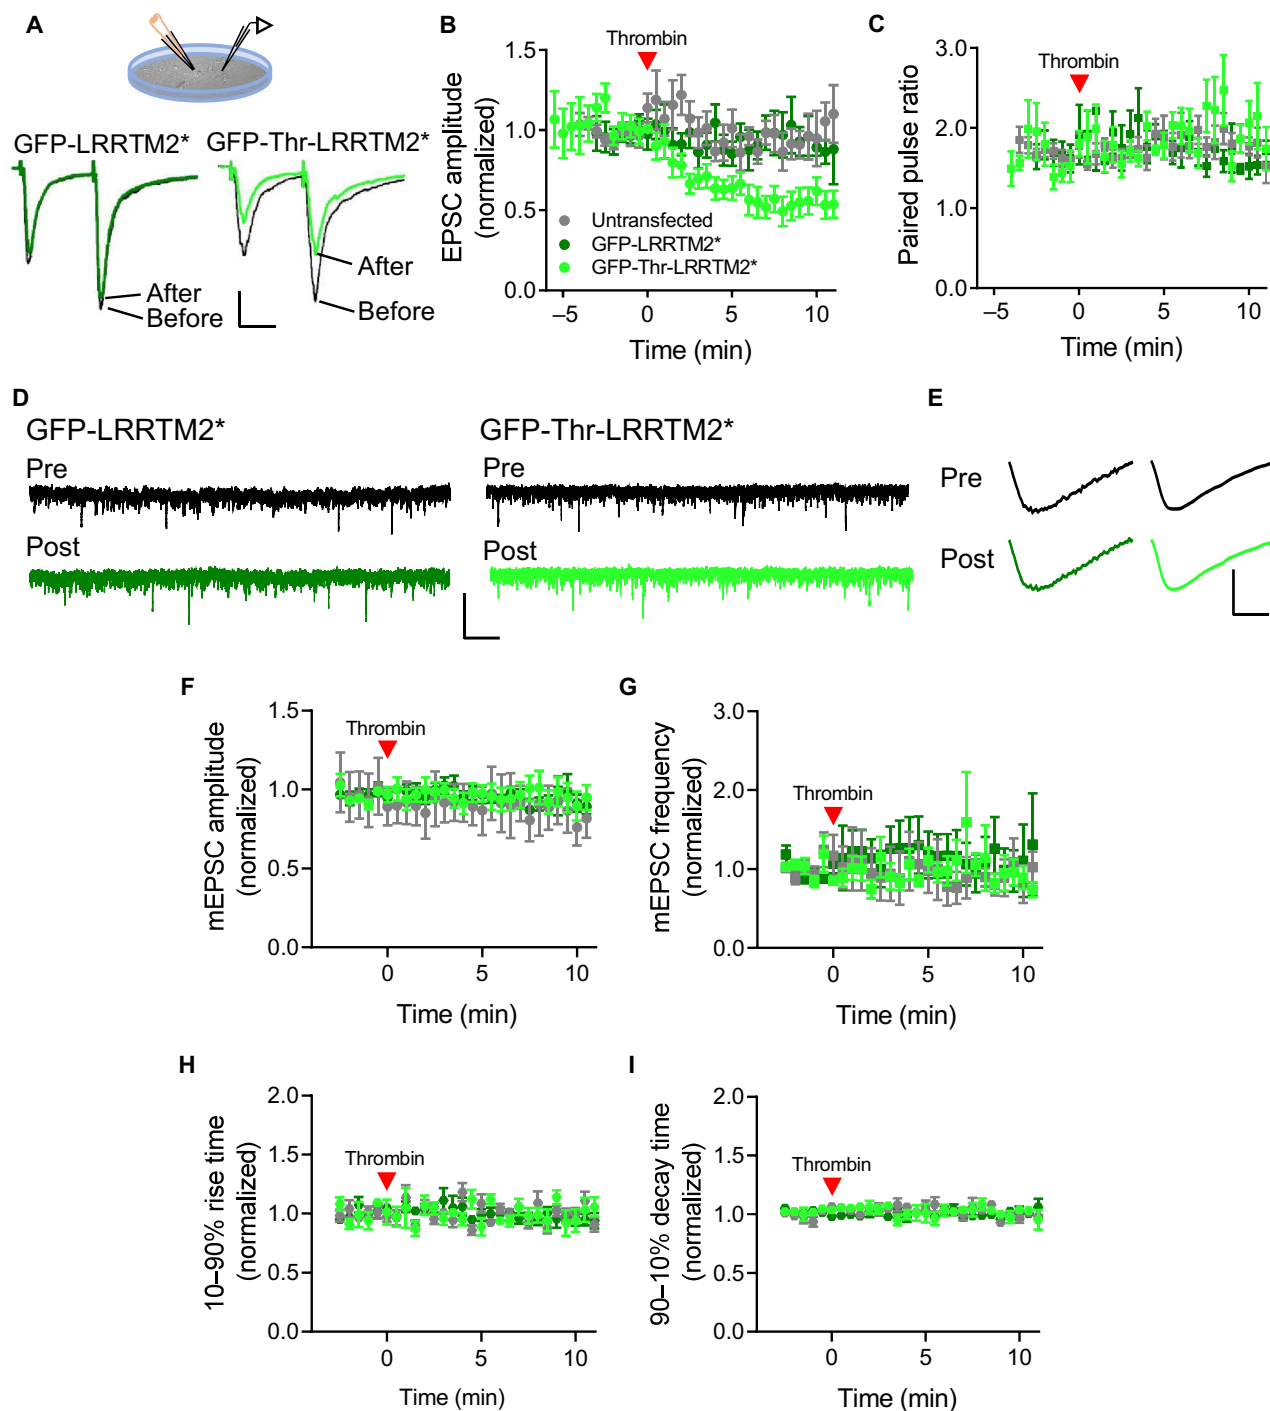 A
GFP-LRRTM2*
GFP-Thr-LRRTM2*
After
Before
After
Before
B
EPSC amplitude
(normalized)
1.5
1.0
0.5
0.0
Thrombin
Untransfected
GFP-LRRTM2*
GFP-Thr-LRRTM2*
–5
0
5
10
Time (min)
C
Paired pulse ratio
3.0
2.0
1.0
0.0
Thrombin
–5
0
5
10
Time (min)
D
GFP-LRRTM2*
Pre
Post
GFP-Thr-LRRTM2*
Pre
Post
E
Pre
Post
F
mEPSC amplitude
(normalized)
1.5
1.0
0.5
0.0
Thrombin
0
5
10
Time (min)
G
mEPSC frequency
(normalized)
3.0
2.0
1.0
0.0
Thrombin
0
5
10
Time (min)
H
10–90% rise time
(normalized)
2.0
1.5
1.0
0.5
0.0
Thrombin
0
5
10
Time (min)
I
90–10% decay time
(normalized)
2.0
1.5
1.0
0.5
0.0
Thrombin
0
5
10
Time (min)